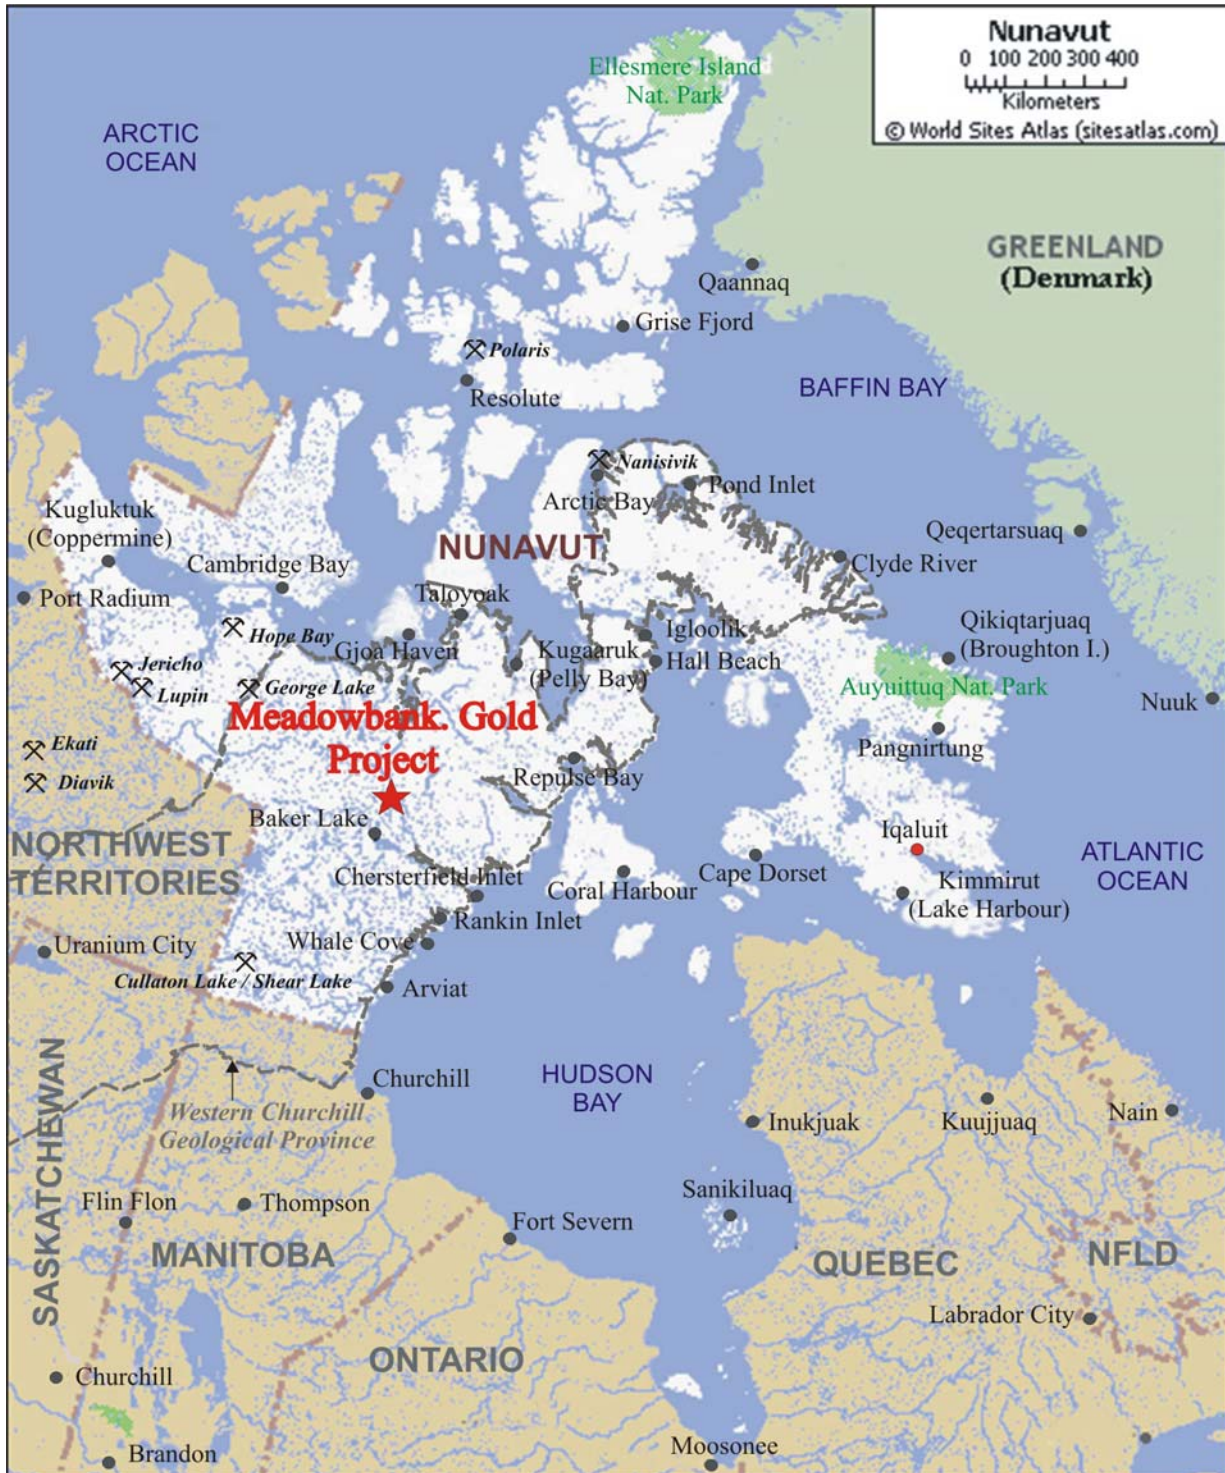 Nunavut
0 100 200 300 400
Kilometers
© World Sites Atlas (sitesatlas.com)
Ellesmere Island
Nat. Park
ARCTIC
OCEAN
GREENLAND
(Denmark)
Qaannaq
Grise Fjord
Polaris
Resolute
BAFFIN BAY
Nanisivik
Arctic Bay
Pond Inlet
Kugluktuk
(Coppermine)
Qeqertarsuaq
NUNAVUT
Clyde River
Cambridge Bay
Port Radium
Taloyoak
Hope Bay
Gjoa Haven
Igloolik
Qikiqtarjuaq
(Broughton I.)
Kugaaruk
(Pelly Bay)
Hall Beach
Jericho
Lupin
George Lake
Auyuittuq Nat. Park
Nuuk
Meadowbank. Gold
Project
Pangnirtung
Ekati
Diavik
Repulse Bay
Baker Lake
Iqaluit
NORTHWEST
TERRITORIES
Chersterfield Inlet
Coral Harbour
Cape Dorset
ATLANTIC
OCEAN
Kimmirut
(Lake Harbour)
Rankin Inlet
Whale Cove
Uranium City
Cullaton Lake / Shear Lake
Arviat
SASKATCHEWAN
Churchill
HUDSON
BAY
Western Churchill
Geological Province
Inukjuak
Kuujjuaq
Nain
Sanikiluaq
Flin Flon
Thompson
Fort Severn
MANITOBA
QUEBEC
NFLD
Labrador City
ONTARIO
Churchill
Brandon
Moosonee